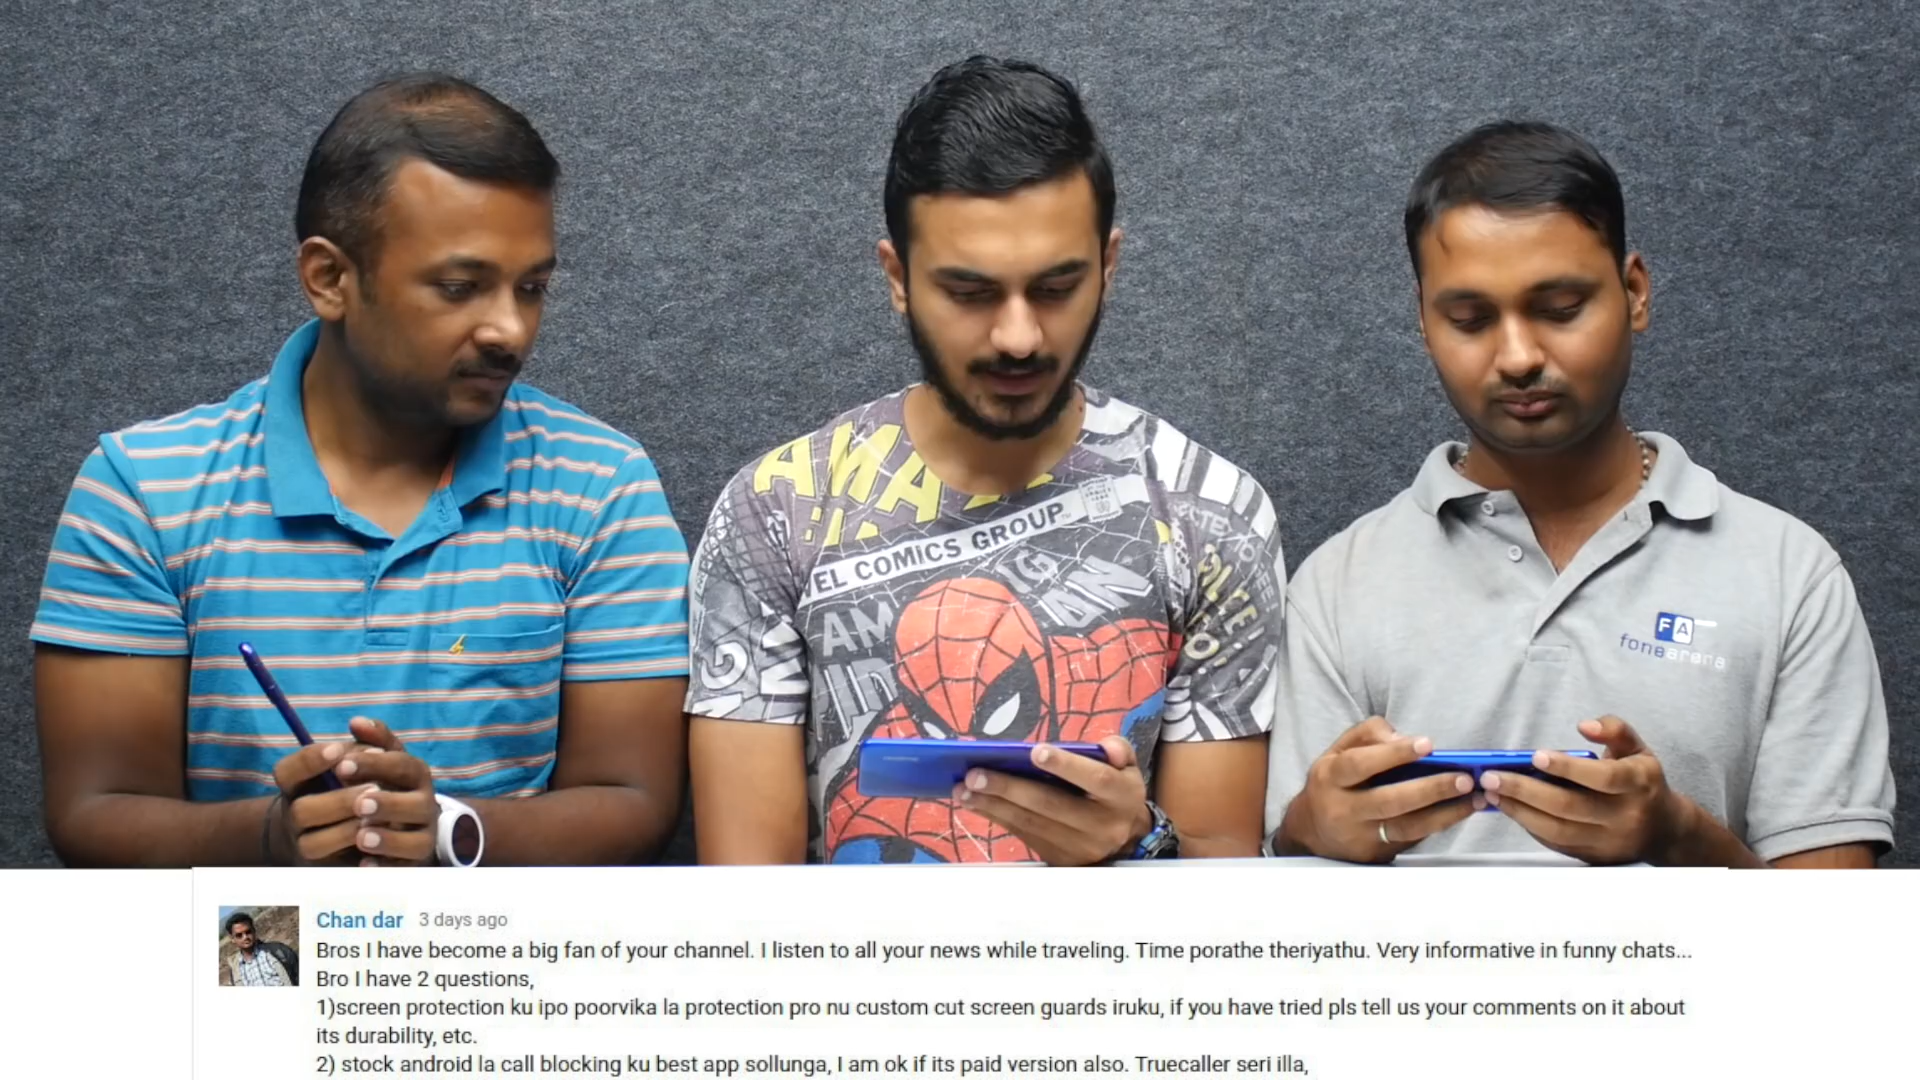 AMAZ
VEL COMICS GROUP
AM
FA
fonearena
Chan dar 3 days ago
Bros I have become a big fan of your channel. I listen to all your news while traveling. Time porathe theriyathu. Very informative in funny chats...
Bro I have 2 questions,
1)screen protection ku ipo poorvika la protection pro nu custom cut screen guards iruku, if you have tried pls tell us your comments on it about
its durability, etc.
2) stock android la call blocking ku best app sollunga, I am ok if its paid version also. Truecaller seri illa,